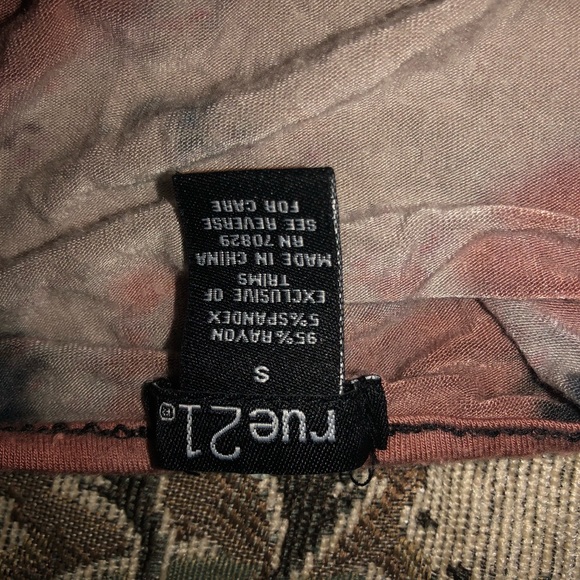 rue21®
S
95% RAYON
5% SPANDEX
EXCLUSIVE OF
TRIMS
MADE IN CHINA
RN 70829
SEE REVERSE
FOR CARE